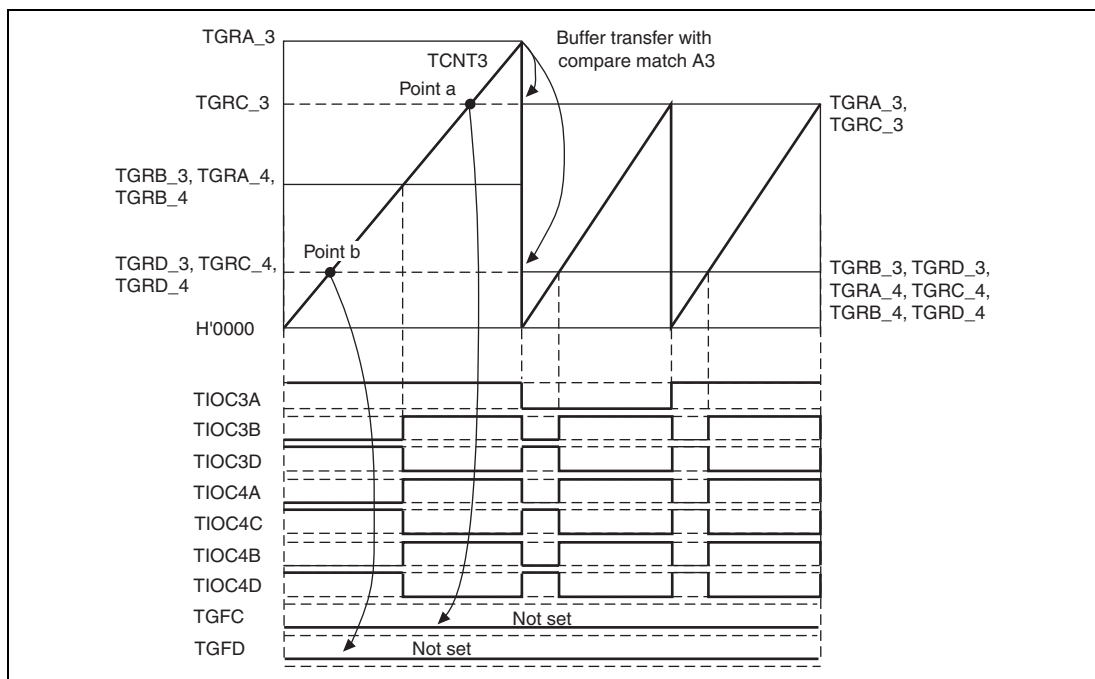 TGRA_3
TCNT3
Buffer transfer with
compare match A3
Point a
TGRC_3
TGRA_3,
TGRC_3
TGRB_3, TGRA_4,
TGRB_4
Point b
TGRD_3, TGRC_4,
TGRD_4
TGRB_3, TGRD_3,
TGRA_4, TGRC_4,
TGRB_4, TGRD_4
H'0000
TIOC3A
TIOC3B
TIOC3D
TIOC4A
TIOC4C
TIOC4B
TIOC4D
TGFC
Not set
TGFD
Not set